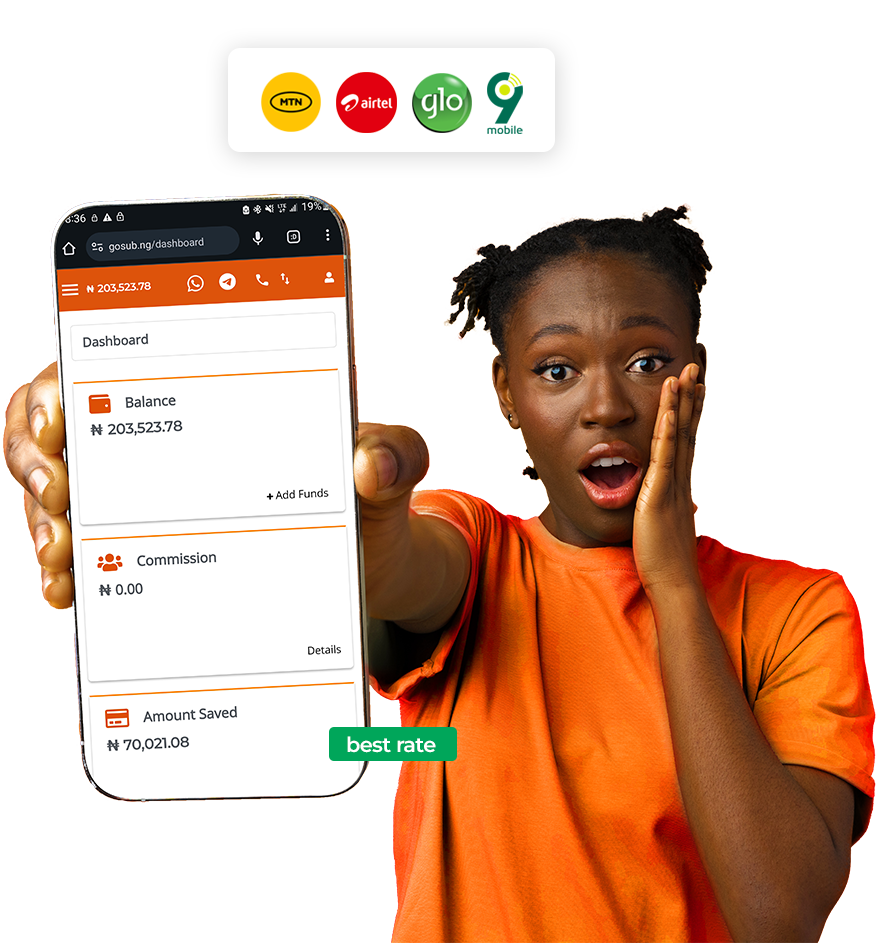 MTN
airtel
glo
9
mobile
8:36
19%
gosub.ng/dashboard
:D
₦ 203,523.78
Dashboard
Balance
₦ 203,523.78
+ Add Funds
Commission
₦ 0.00
Details
Amount Saved
₦ 70,021.08
best rate